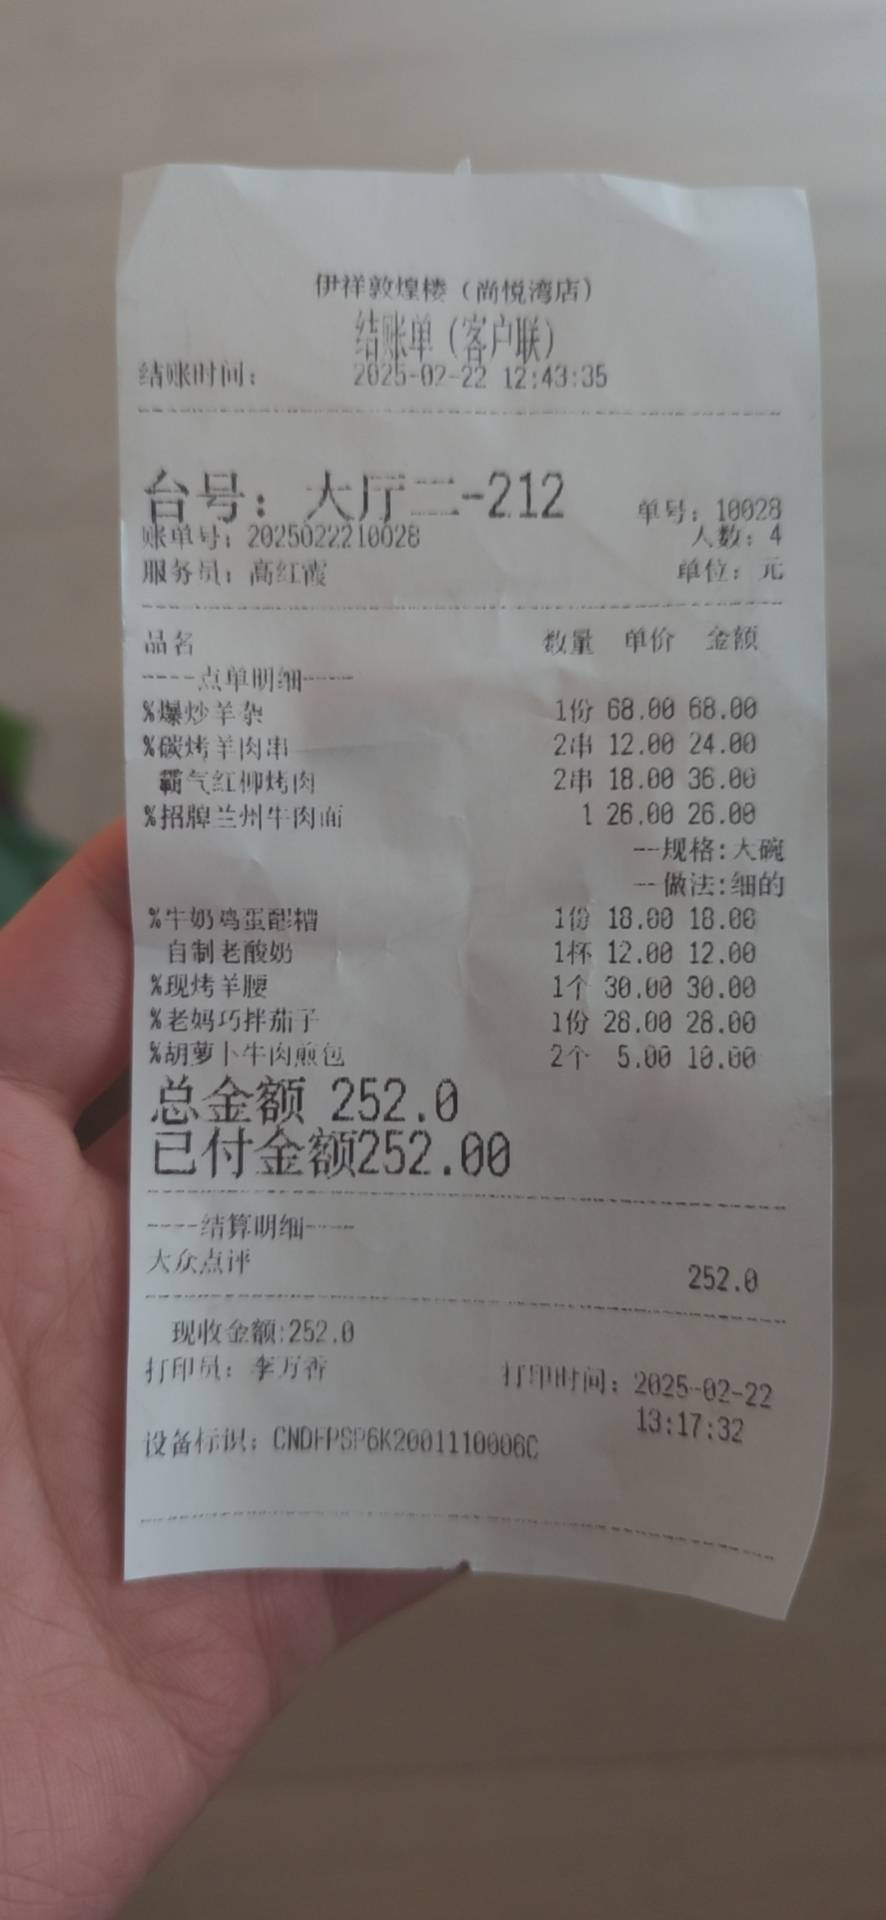 伊祥敦煌楼（尚悦湾店）
结账单（客户联）
结账时间： 2025-02-22 12:43:35
台号：大厅二-212 单号：10028
账单号：2025022210028 人数：4
服务员：高红霞 单位：元
品名 数量 单价 金额
----点单明细----
%爆炒羊杂 1份 68.00 68.00
%碳烤羊肉串 2串 12.00 24.00
霸气红柳烤肉 2串 18.00 36.00
%招牌兰州牛肉面 1 26.00 26.00
--规格:大碗
--做法:细的
%牛奶鸡蛋醪糟 1份 18.00 18.00
自制老酸奶 1杯 12.00 12.00
%现烤羊腰 1个 30.00 30.00
%老妈巧拌茄子 1份 28.00 28.00
%胡萝卜牛肉煎包 2个 5.00 10.00
总金额 252.0
已付金额252.00
----结算明细----
大众点评 252.0
现收金额:252.0
打印员：李万香 打印时间：2025-02-22
13:17:32
设备标识：CNDFPSP6K2001110006C